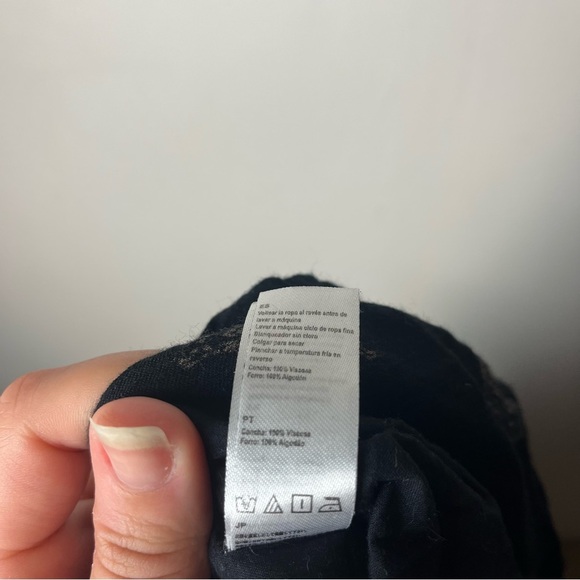 ES
Voltear la ropa al revés antes de
lavar a máquina
Lavar a máquina ciclo de ropa fina
Blanqueador sin cloro
Colgar para secar
Planchar a temperatura fría en
reverso
Concha: 100% Viscosa
Forro: 100% Algodón
PT
Concha: 100% Viscosa
Forro: 100% Algodão
JP